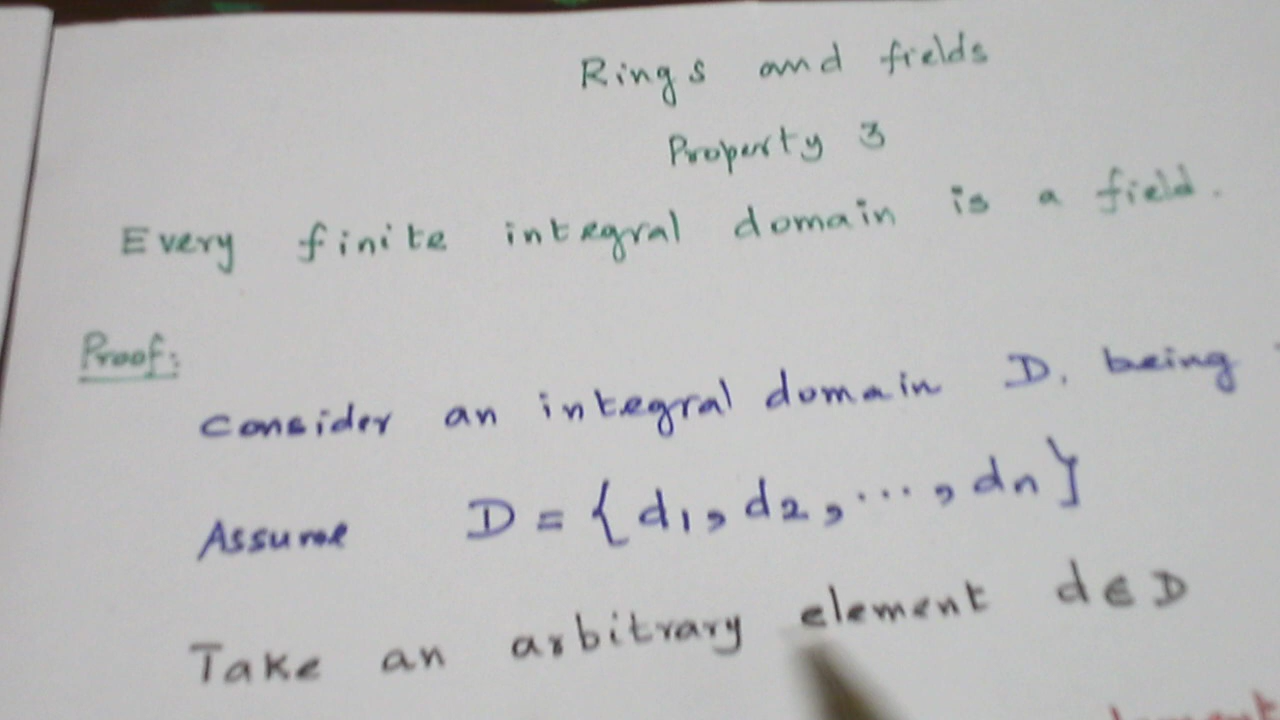 Rings and fields
Property 3
Every finite integral domain is a field.
Proof:
Consider an integral domain D, being
Assume D = { d1, d2, ..., dn }
Take an arbitrary element d ∈ D